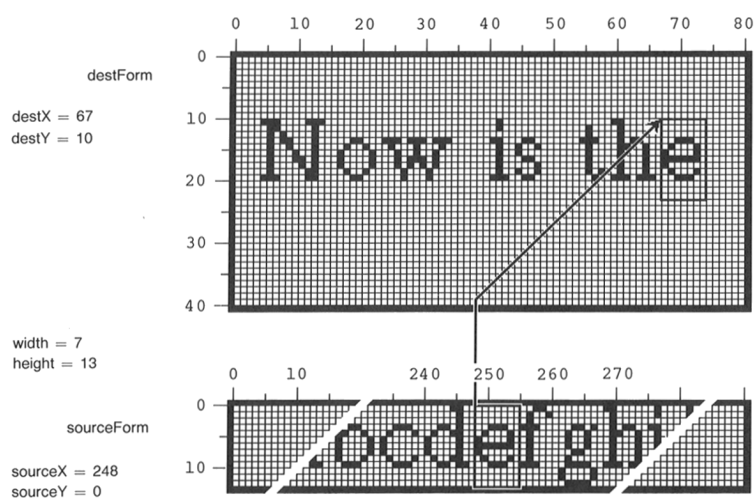 0 10 20 30 40 50 60 70 80
destForm
0
destX = 67
destY = 10
10
Now is the
20
30
40
width = 7
height = 13
0 10 240 250 260 270
0
sourceForm
ocdefghi
10
sourceX = 248
sourceY = 0